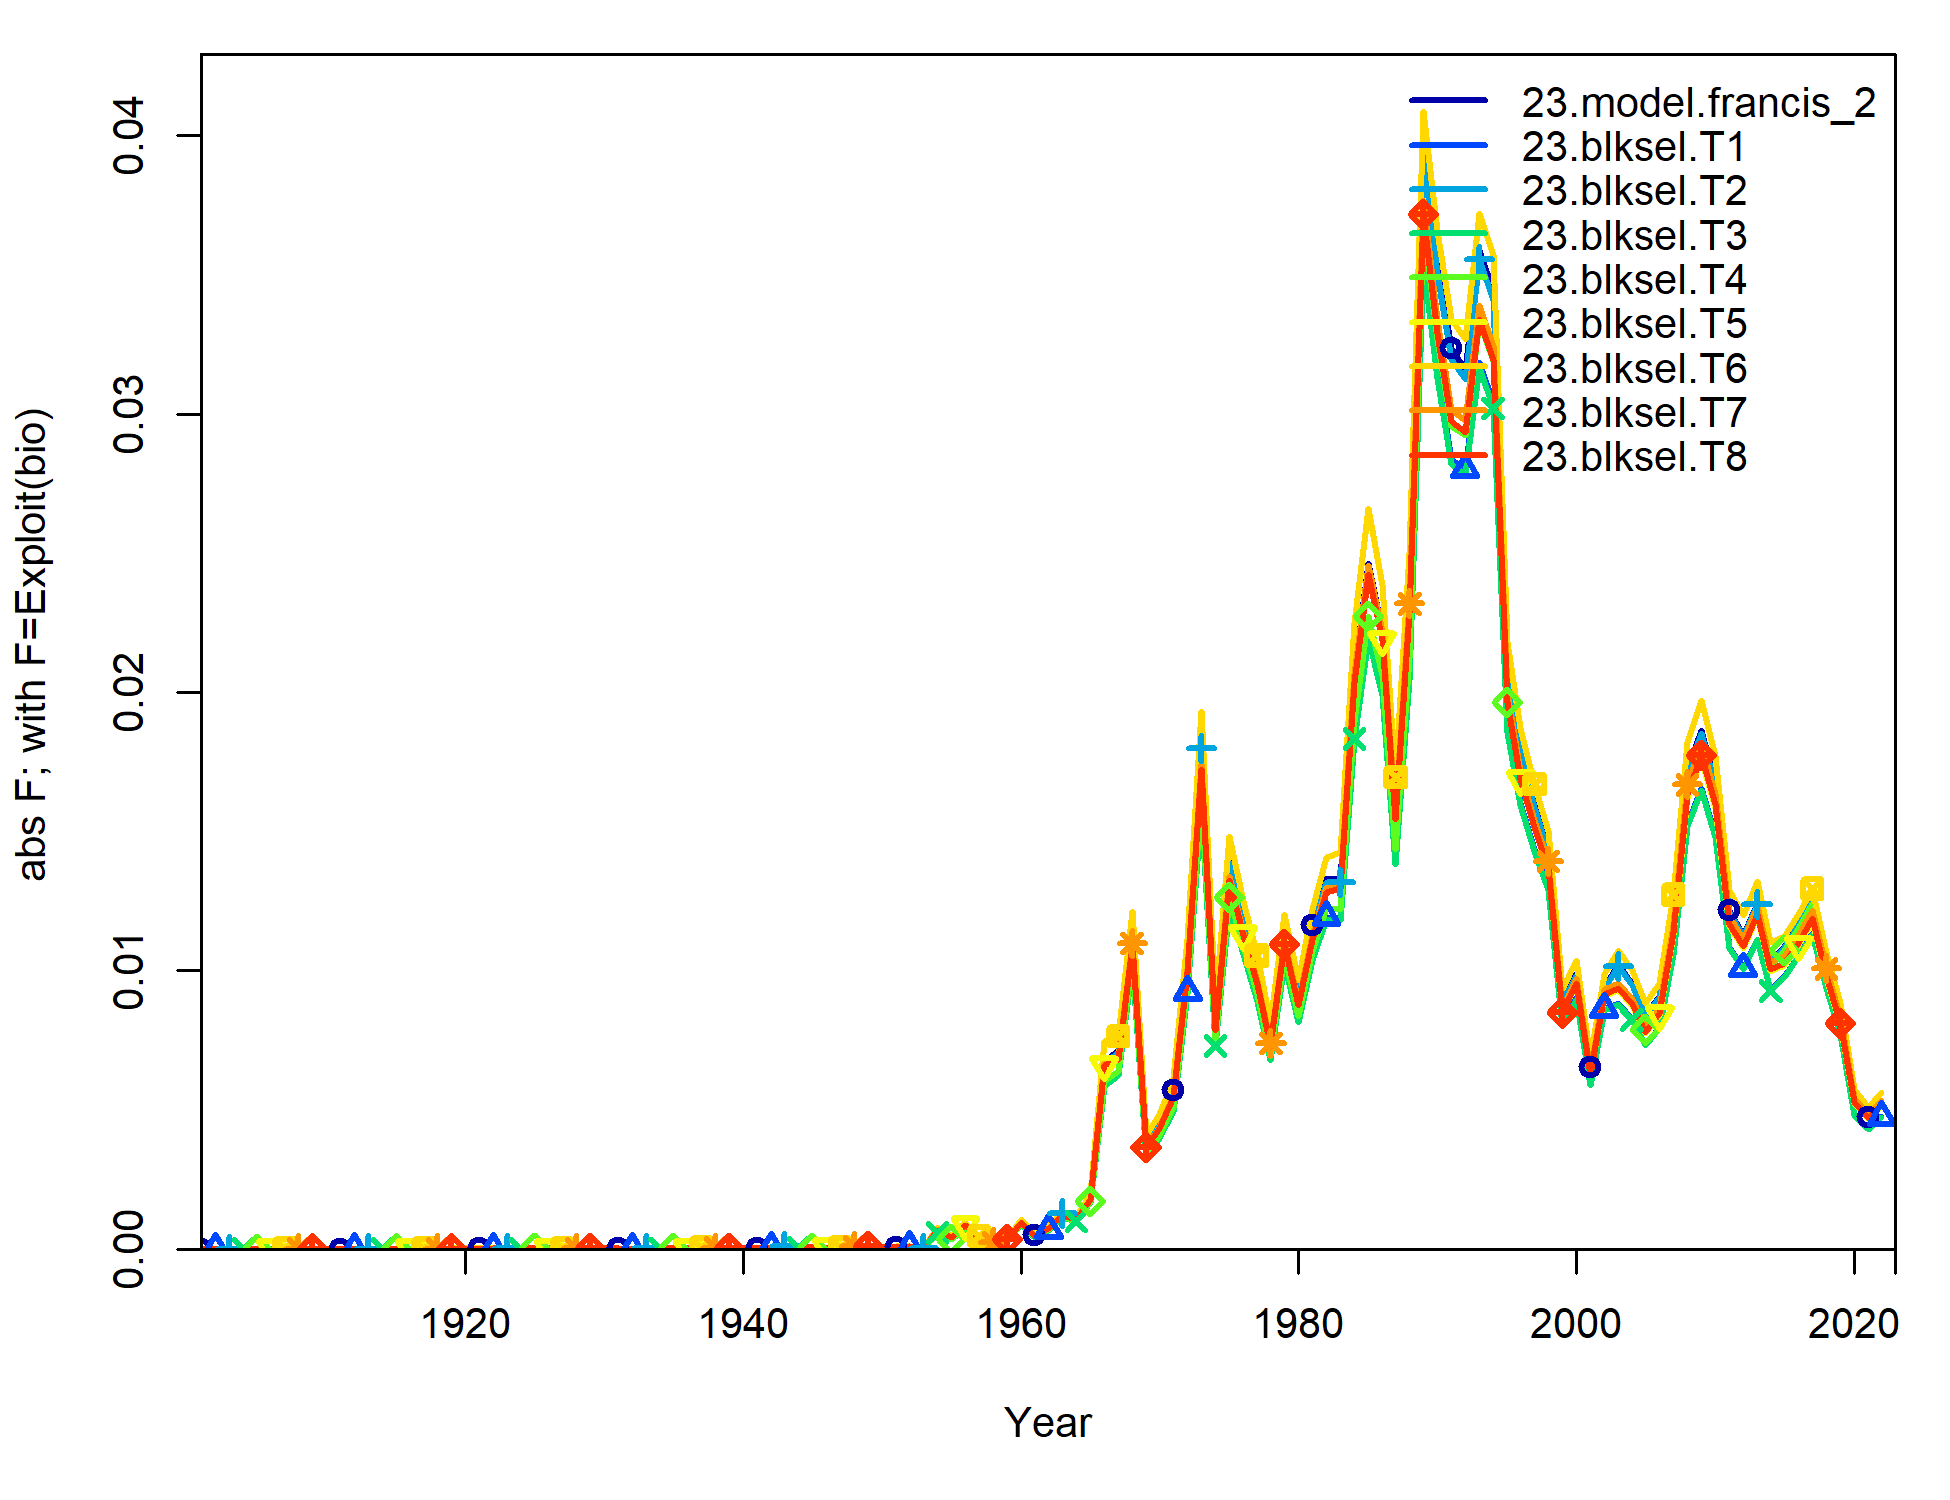 abs F; with F=Exploit(bio)
0.04
0.03
0.02
0.01
0.00
23.model.francis_2
23.blksel.T1
23.blksel.T2
23.blksel.T3
23.blksel.T4
23.blksel.T5
23.blksel.T6
23.blksel.T7
23.blksel.T8
1920 1940 1960 1980 2000 2020
Year